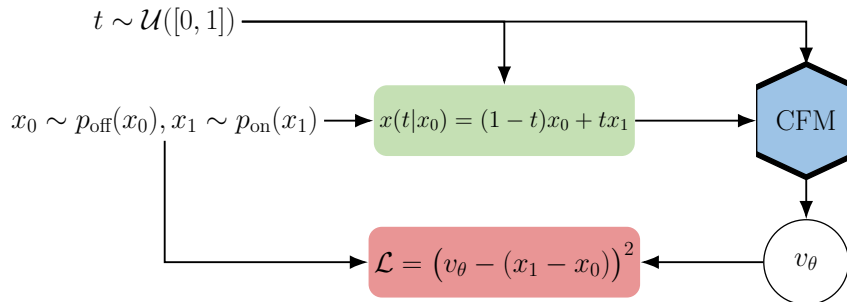 t ∼ 𝒰([0, 1])
x₀ ∼ p_off(x₀), x₁ ∼ p_on(x₁)
x(t|x₀) = (1 − t)x₀ + tx₁
CFM
ℒ = (v_θ − (x₁ − x₀))²
v_θ